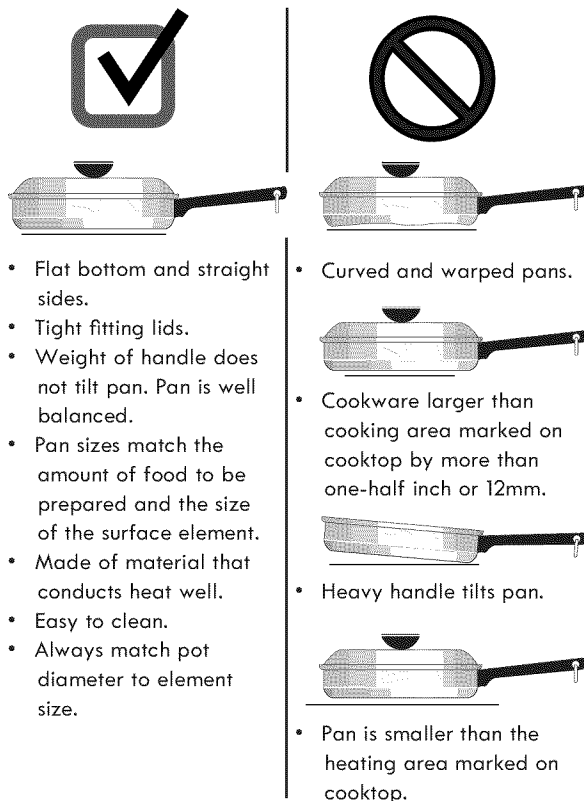 • Flat bottom and straight
sides.
• Tight fitting lids.
• Weight of handle does
not tilt pan. Pan is well
balanced.
• Pan sizes match the
amount of food to be
prepared and the size
of the surface element.
• Made of material that
conducts heat well.
• Easy to clean.
• Always match pot
diameter to element
size.
• Curved and warped pans.
• Cookware larger than
cooking area marked on
cooktop by more than
one-half inch or 12mm.
• Heavy handle tilts pan.
• Pan is smaller than the
heating area marked on
cooktop.